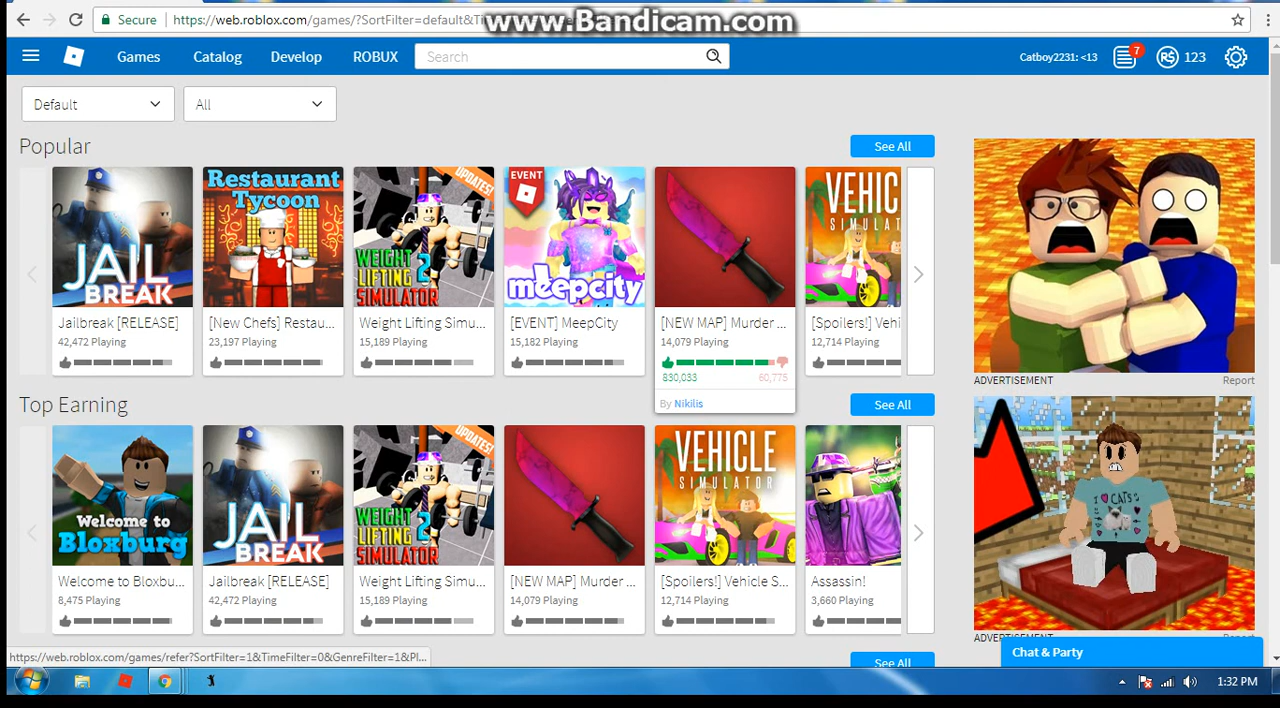 www.Bandicam.com
Secure https://web.roblox.com/games/?SortFilter=default&Ti
Games Catalog Develop ROBUX Search Catboy2231: <13 7 R$ 123
Default All
Popular See All
EVENT UPDATES!
JAIL BREAK
Restaurant Tycoon
WEIGHT LIFTING 2 SIMULATOR
meepcity
VEHIC
SIMULAT
Jailbreak [RELEASE] [New Chefs] Restau... Weight Lifting Simu... [EVENT] MeepCity [NEW MAP] Murder ... [Spoilers!] Vehi
42,472 Playing 23,197 Playing 15,189 Playing 15,182 Playing 14,079 Playing 12,714 Playing
830,033 60,775
By Nikilis
ADVERTISEMENT Report
Top Earning See All
Welcome to Bloxburg
JAIL BREAK
UPDATES!
WEIGHT LIFTING 2 SIMULATOR
VEHICLE
SIMULATOR
I ♥ CATS
Welcome to Bloxbu... Jailbreak [RELEASE] Weight Lifting Simu... [NEW MAP] Murder ... [Spoilers!] Vehicle S... Assassin!
8,475 Playing 42,472 Playing 15,189 Playing 14,079 Playing 12,714 Playing 3,660 Playing
ADVERTISEMENT
See All
Chat & Party
https://web.roblox.com/games/refer?SortFilter=1&TimeFilter=0&GenreFilter=1&Pl...
1:32 PM